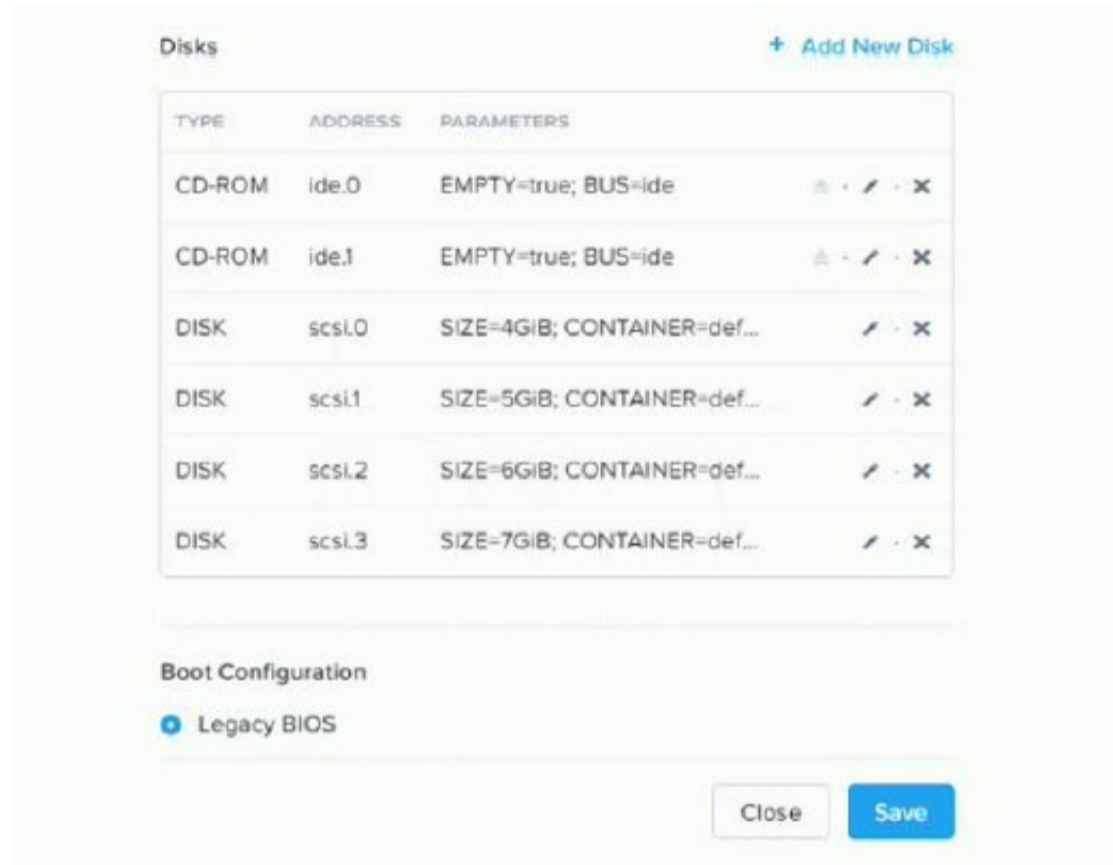 Disks + Add New Disk
TYPE ADDRESS PARAMETERS
CD-ROM ide.0 EMPTY=true; BUS=ide
CD-ROM ide.1 EMPTY=true; BUS=ide
DISK scsi.0 SIZE=4GiB; CONTAINER=def...
DISK scsi.1 SIZE=5GiB; CONTAINER=def...
DISK scsi.2 SIZE=6GiB; CONTAINER=def...
DISK scsi.3 SIZE=7GiB; CONTAINER=def...
Boot Configuration
Legacy BIOS
Close Save